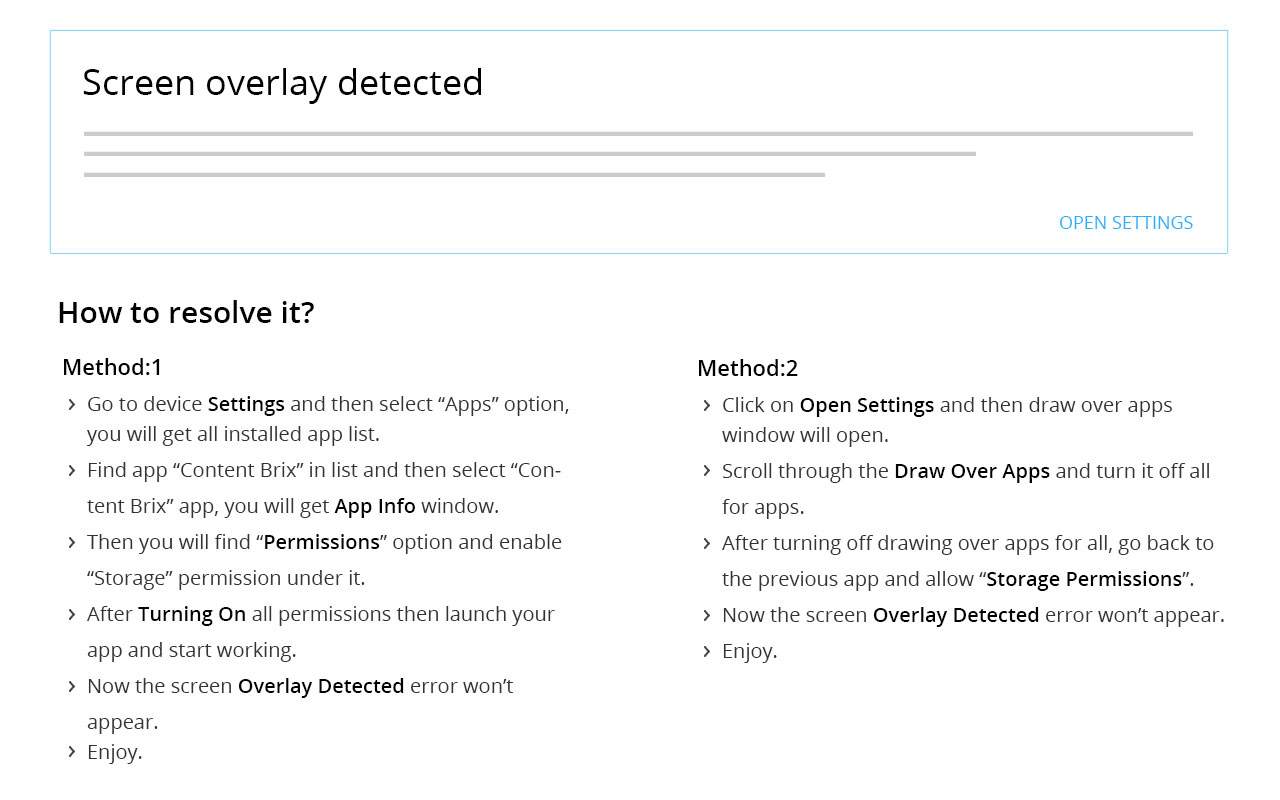 Screen overlay detected
OPEN SETTINGS
How to resolve it?
Method:1
Go to device Settings and then select “Apps” option,
you will get all installed app list.
Find app “Content Brix” in list and then select “Con-
tent Brix” app, you will get App Info window.
Then you will find “Permissions” option and enable
“Storage” permission under it.
After Turning On all permissions then launch your
app and start working.
Now the screen Overlay Detected error won’t
appear.
Enjoy.
Method:2
Click on Open Settings and then draw over apps
window will open.
Scroll through the Draw Over Apps and turn it off all
for apps.
After turning off drawing over apps for all, go back to
the previous app and allow “Storage Permissions”.
Now the screen Overlay Detected error won’t appear.
Enjoy.